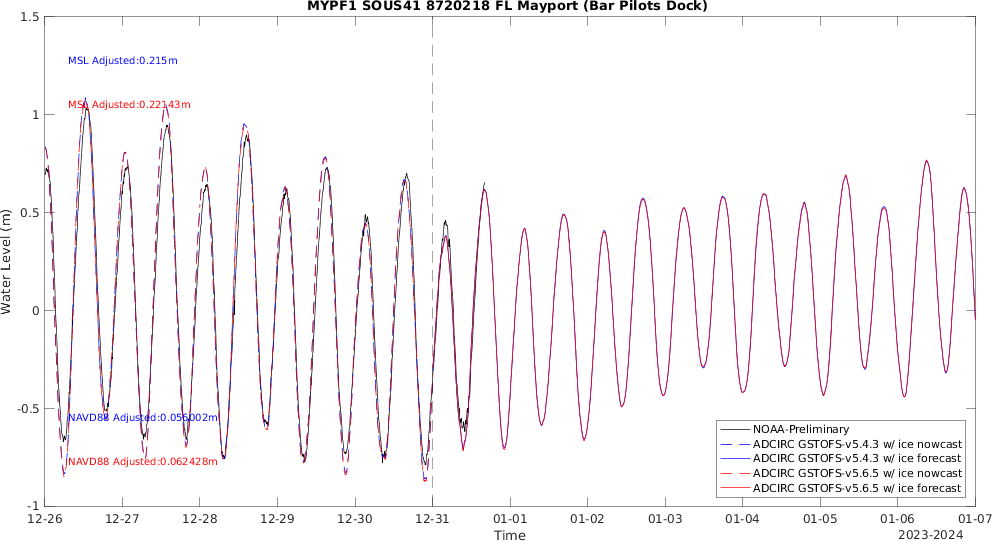 MYPF1 SOUS41 8720218 FL Mayport (Bar Pilots Dock)
1.5
MSL Adjusted:0.215m
MSL Adjusted:0.22143m
1
0.5
Water Level (m)
0
-0.5
NAVD88 Adjusted:0.056002m
NAVD88 Adjusted:0.062428m
-1
NOAA-Preliminary
ADCIRC GSTOFS-v5.4.3 w/ ice nowcast
ADCIRC GSTOFS-v5.4.3 w/ ice forecast
ADCIRC GSTOFS-v5.6.5 w/ ice nowcast
ADCIRC GSTOFS-v5.6.5 w/ ice forecast
12-26 12-27 12-28 12-29 12-30 12-31 01-01 01-02 01-03 01-04 01-05 01-06 01-07
Time
2023-2024